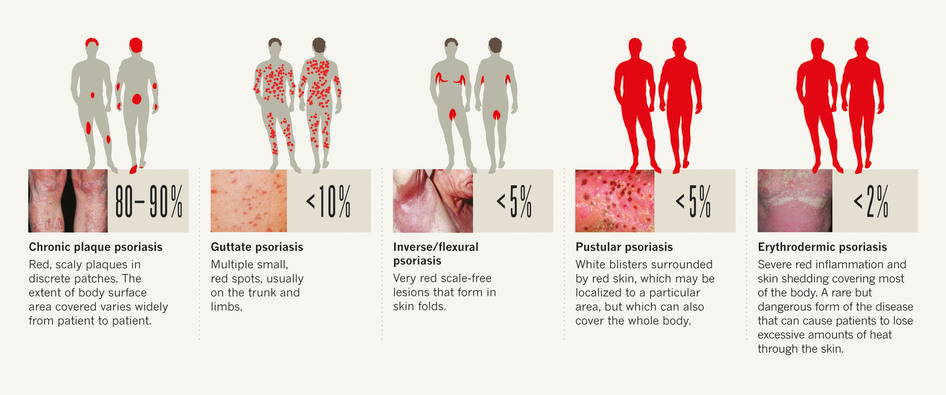 80–90%
Chronic plaque psoriasis
Red, scaly plaques in
discrete patches. The
extent of body surface
area covered varies widely
from patient to patient.
<10%
Guttate psoriasis
Multiple small,
red spots, usually
on the trunk and
limbs.
<5%
Inverse/flexural
psoriasis
Very red scale-free
lesions that form in
skin folds.
<5%
Pustular psoriasis
White blisters surrounded
by red skin, which may be
localized to a particular
area, but which can also
cover the whole body.
<2%
Erythrodermic psoriasis
Severe red inflammation and
skin shedding covering most
of the body. A rare but
dangerous form of the disease
that can cause patients to lose
excessive amounts of heat
through the skin.